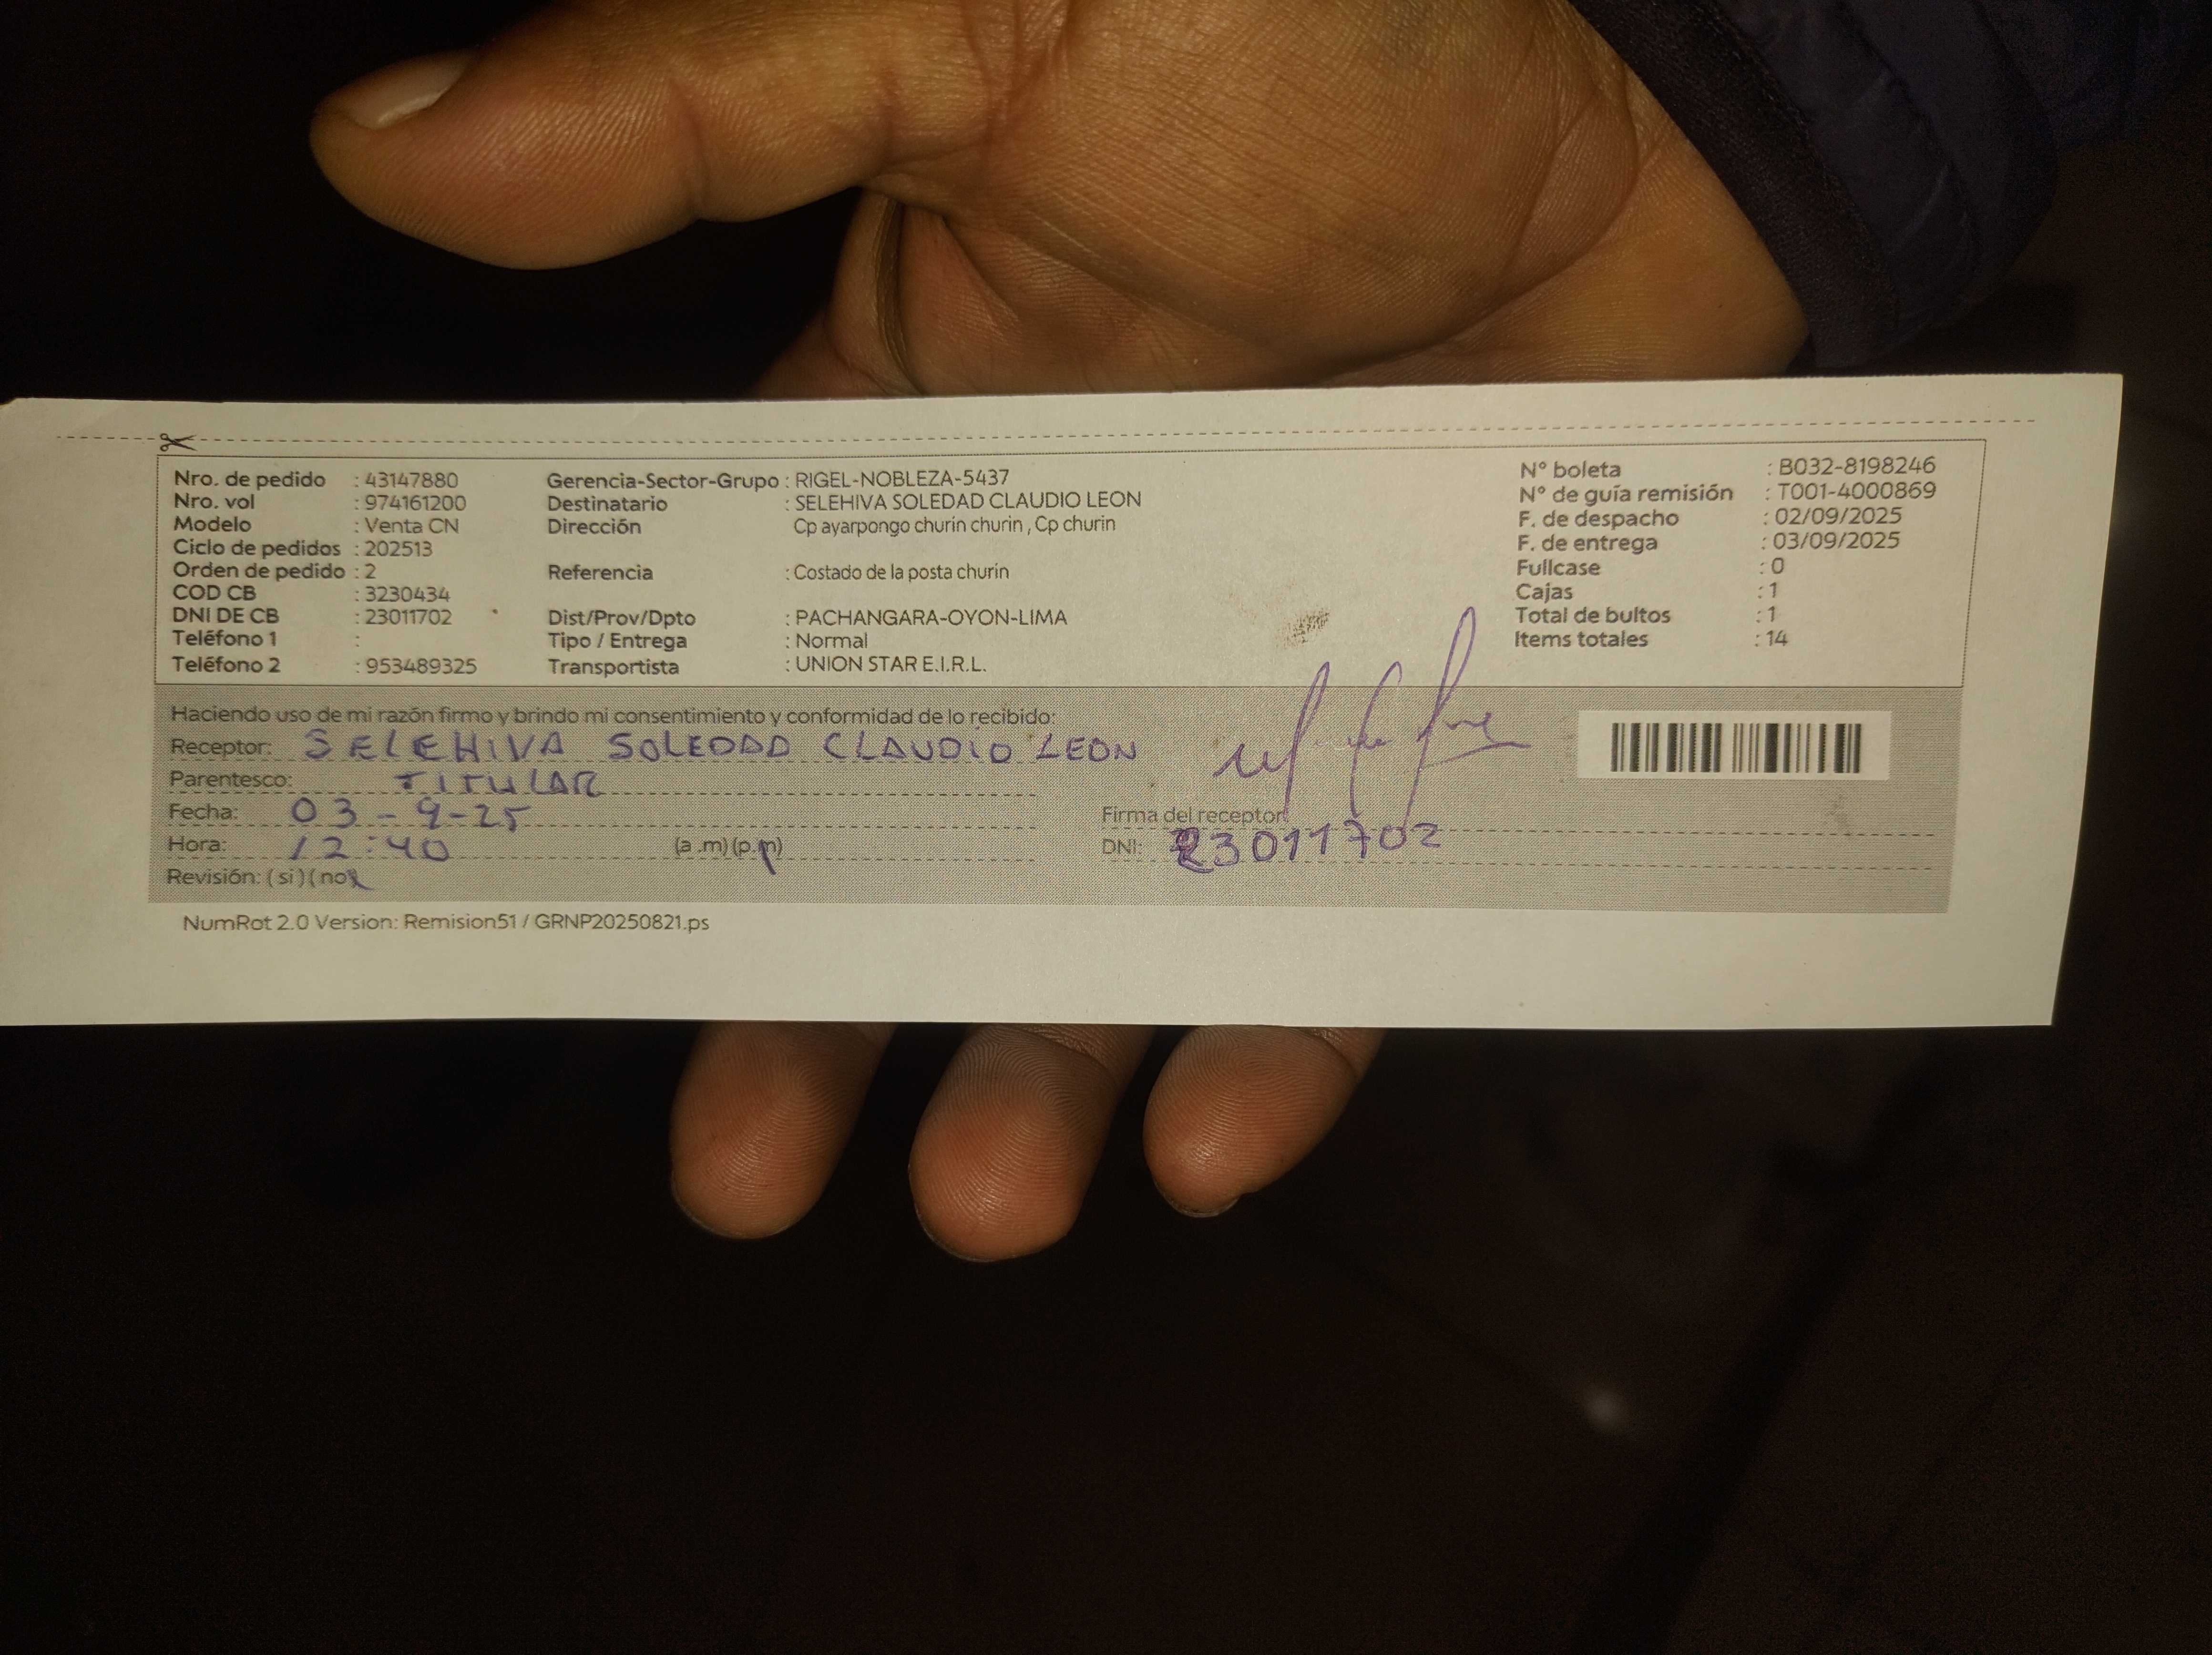 Nro. de pedido : 43147880 Gerencia-Sector-Grupo : RIGEL-NOBLEZA-5437 N° boleta : B032-8198246
Nro. vol : 974161200 Destinatario : SELEHIVA SOLEDAD CLAUDIO LEON N° de guía remisión : T001-4000869
Modelo : Venta CN Dirección Cp ayarpongo churin churin , Cp churin F. de despacho : 02/09/2025
Ciclo de pedidos : 202513 F. de entrega : 03/09/2025
Orden de pedido : 2 Referencia : Costado de la posta churin Fullcase : 0
COD CB : 3230434 Cajas : 1
DNI DE CB : 23011702 Dist/Prov/Dpto : PACHANGARA-OYON-LIMA Total de bultos : 1
Teléfono 1 : Tipo / Entrega : Normal Items totales : 14
Teléfono 2 : 953489325 Transportista : UNION STAR E.I.R.L.
Haciendo uso de mi razón firmo y brindo mi consentimiento y conformidad de lo recibido:
Receptor: SELEHIVA SOLEDAD CLAUDIO LEON
Parentesco: TITULAR
Fecha: 03-9-25 Firma del receptor:
Hora: 12:40 (a.m) (p.m) DNI: 23011702
Revisión: (si) (no)
NumRot 2.0 Version: Remision51 / GRNP20250821.ps